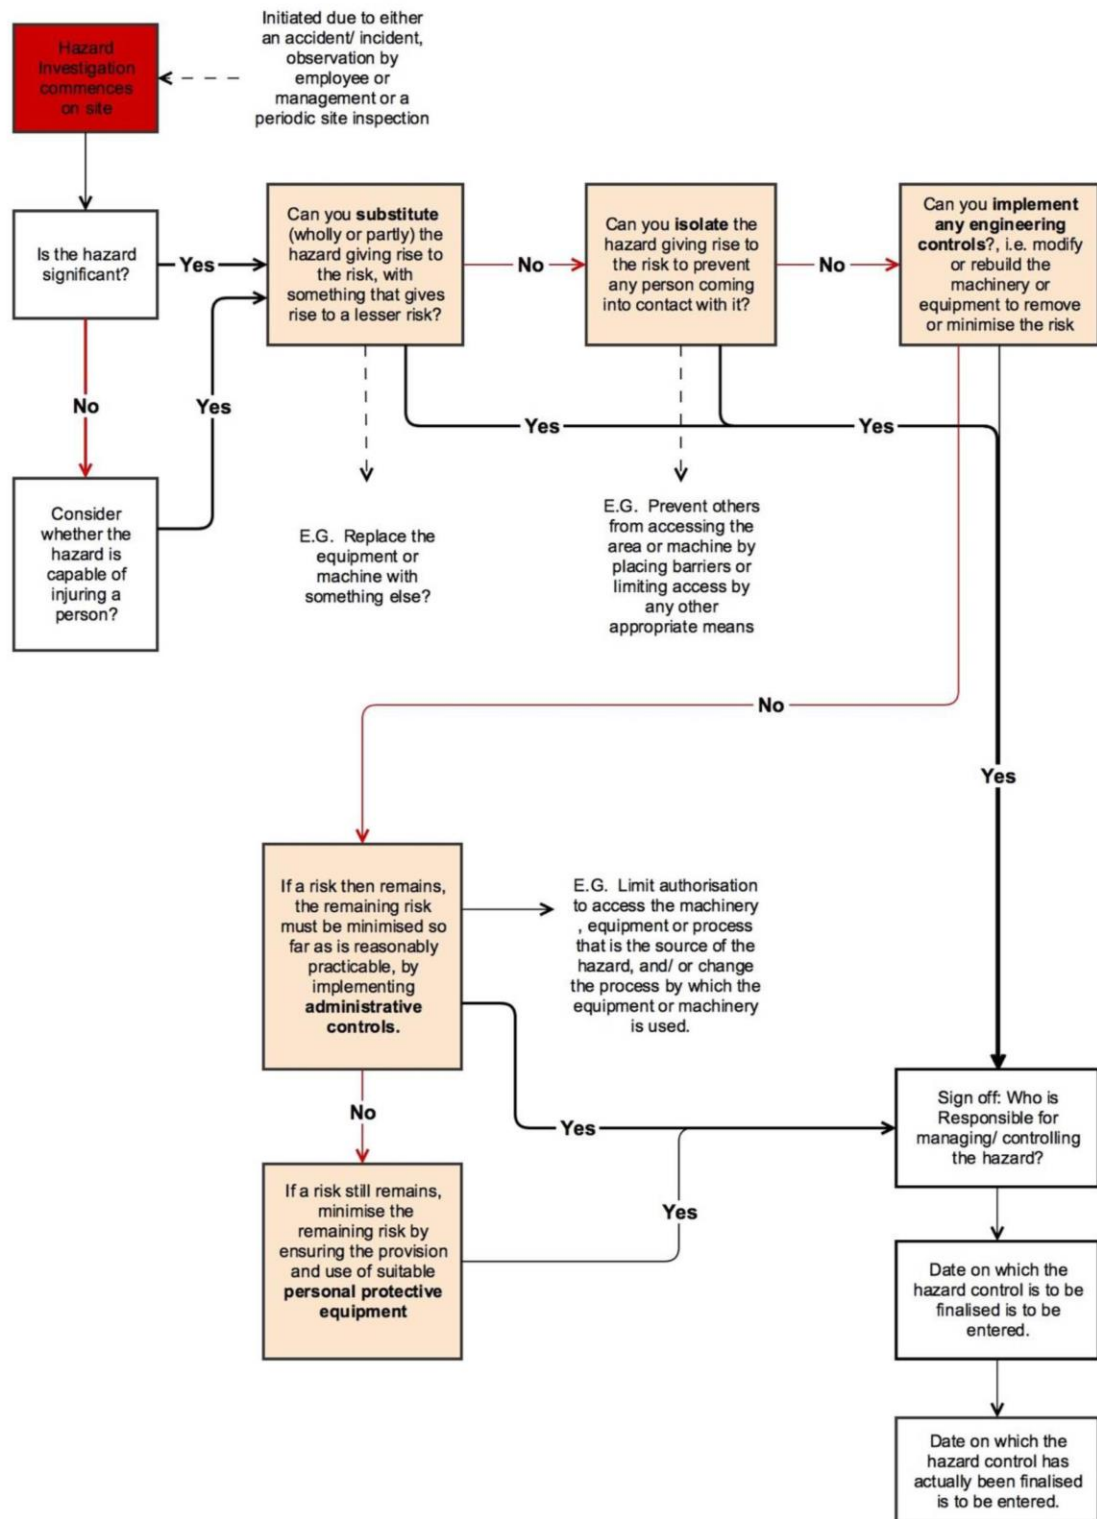 Hazard
Investigation
commences
on site
Initiated due to either
an accident/ incident,
observation by
employee or
management or a
periodic site inspection
Is the hazard
significant?
Yes
Can you substitute
(wholly or partly) the
hazard giving rise to
the risk, with
something that gives
rise to a lesser risk?
No
Can you isolate the
hazard giving rise to
the risk to prevent
any person coming
into contact with it?
No
Can you implement
any engineering
controls?, i.e. modify
or rebuild the
machinery or
equipment to remove
or minimise the risk
No
Yes
Yes
Yes
Consider
whether the
hazard is
capable of
injuring a
person?
E.G. Replace the
equipment or
machine with
something else?
E.G. Prevent others
from accessing the
area or machine by
placing barriers or
limiting access by
any other
appropriate means
No
Yes
If a risk then remains,
the remaining risk
must be minimised so
far as is reasonably
practicable, by
implementing
administrative
controls.
E.G. Limit authorisation
to access the machinery
, equipment or process
that is the source of the
hazard, and/ or change
the process by which the
equipment or machinery
is used.
No
Yes
Sign off: Who is
Responsible for
managing/ controlling
the hazard?
If a risk still remains,
minimise the
remaining risk by
ensuring the provision
and use of suitable
personal protective
equipment
Yes
Date on which the
hazard control is to be
finalised is to be
entered.
Date on which the
hazard control has
actually been finalised
is to be entered.